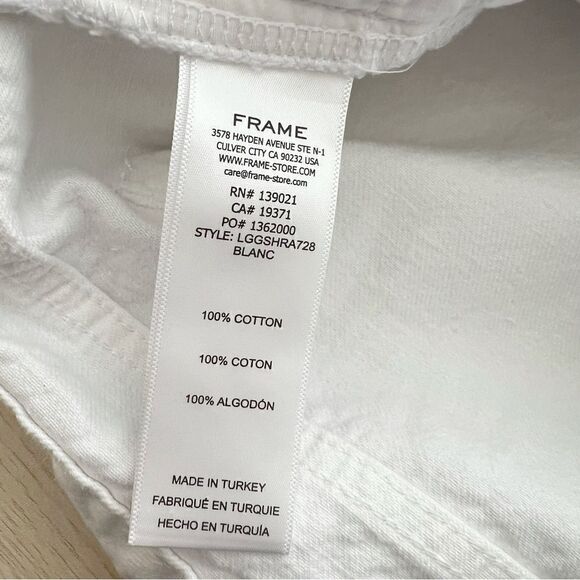 FRAME
3578 HAYDEN AVENUE STE N-1
CULVER CITY CA 90232 USA
WWW.FRAME-STORE.COM
care@frame-store.com
RN# 139021
CA# 19371
PO# 1362000
STYLE: LGGSHRA728
BLANC
100% COTTON
100% COTON
100% ALGODÓN
MADE IN TURKEY
FABRIQUÉ EN TURQUIE
HECHO EN TURQUÍA